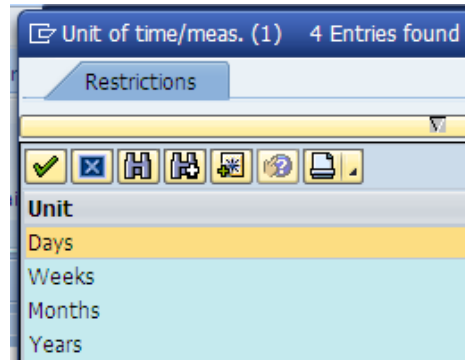 Unit of time/meas. (1) 4 Entries found
Restrictions
Unit
Days
Weeks
Months
Years